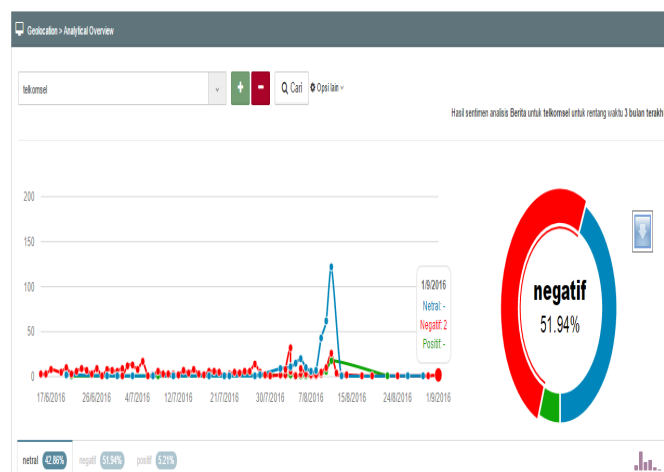 Geolocation > Analytical Overview
telkomsel + - Cari Opsi lain
Hasil sentimen analisis Berita untuk telkomsel untuk rentang waktu 3 bulan terakh
200
150
100
50
0
17/6/2016 26/6/2016 4/7/2016 12/7/2016 21/7/2016 30/7/2016 7/8/2016 15/8/2016 24/8/2016 1/9/2016
1/9/2016
Netral: -
Negatif: 2
Positif: -
negatif
51.94%
netral 42.86% negatif 51.94% positif 5.21%